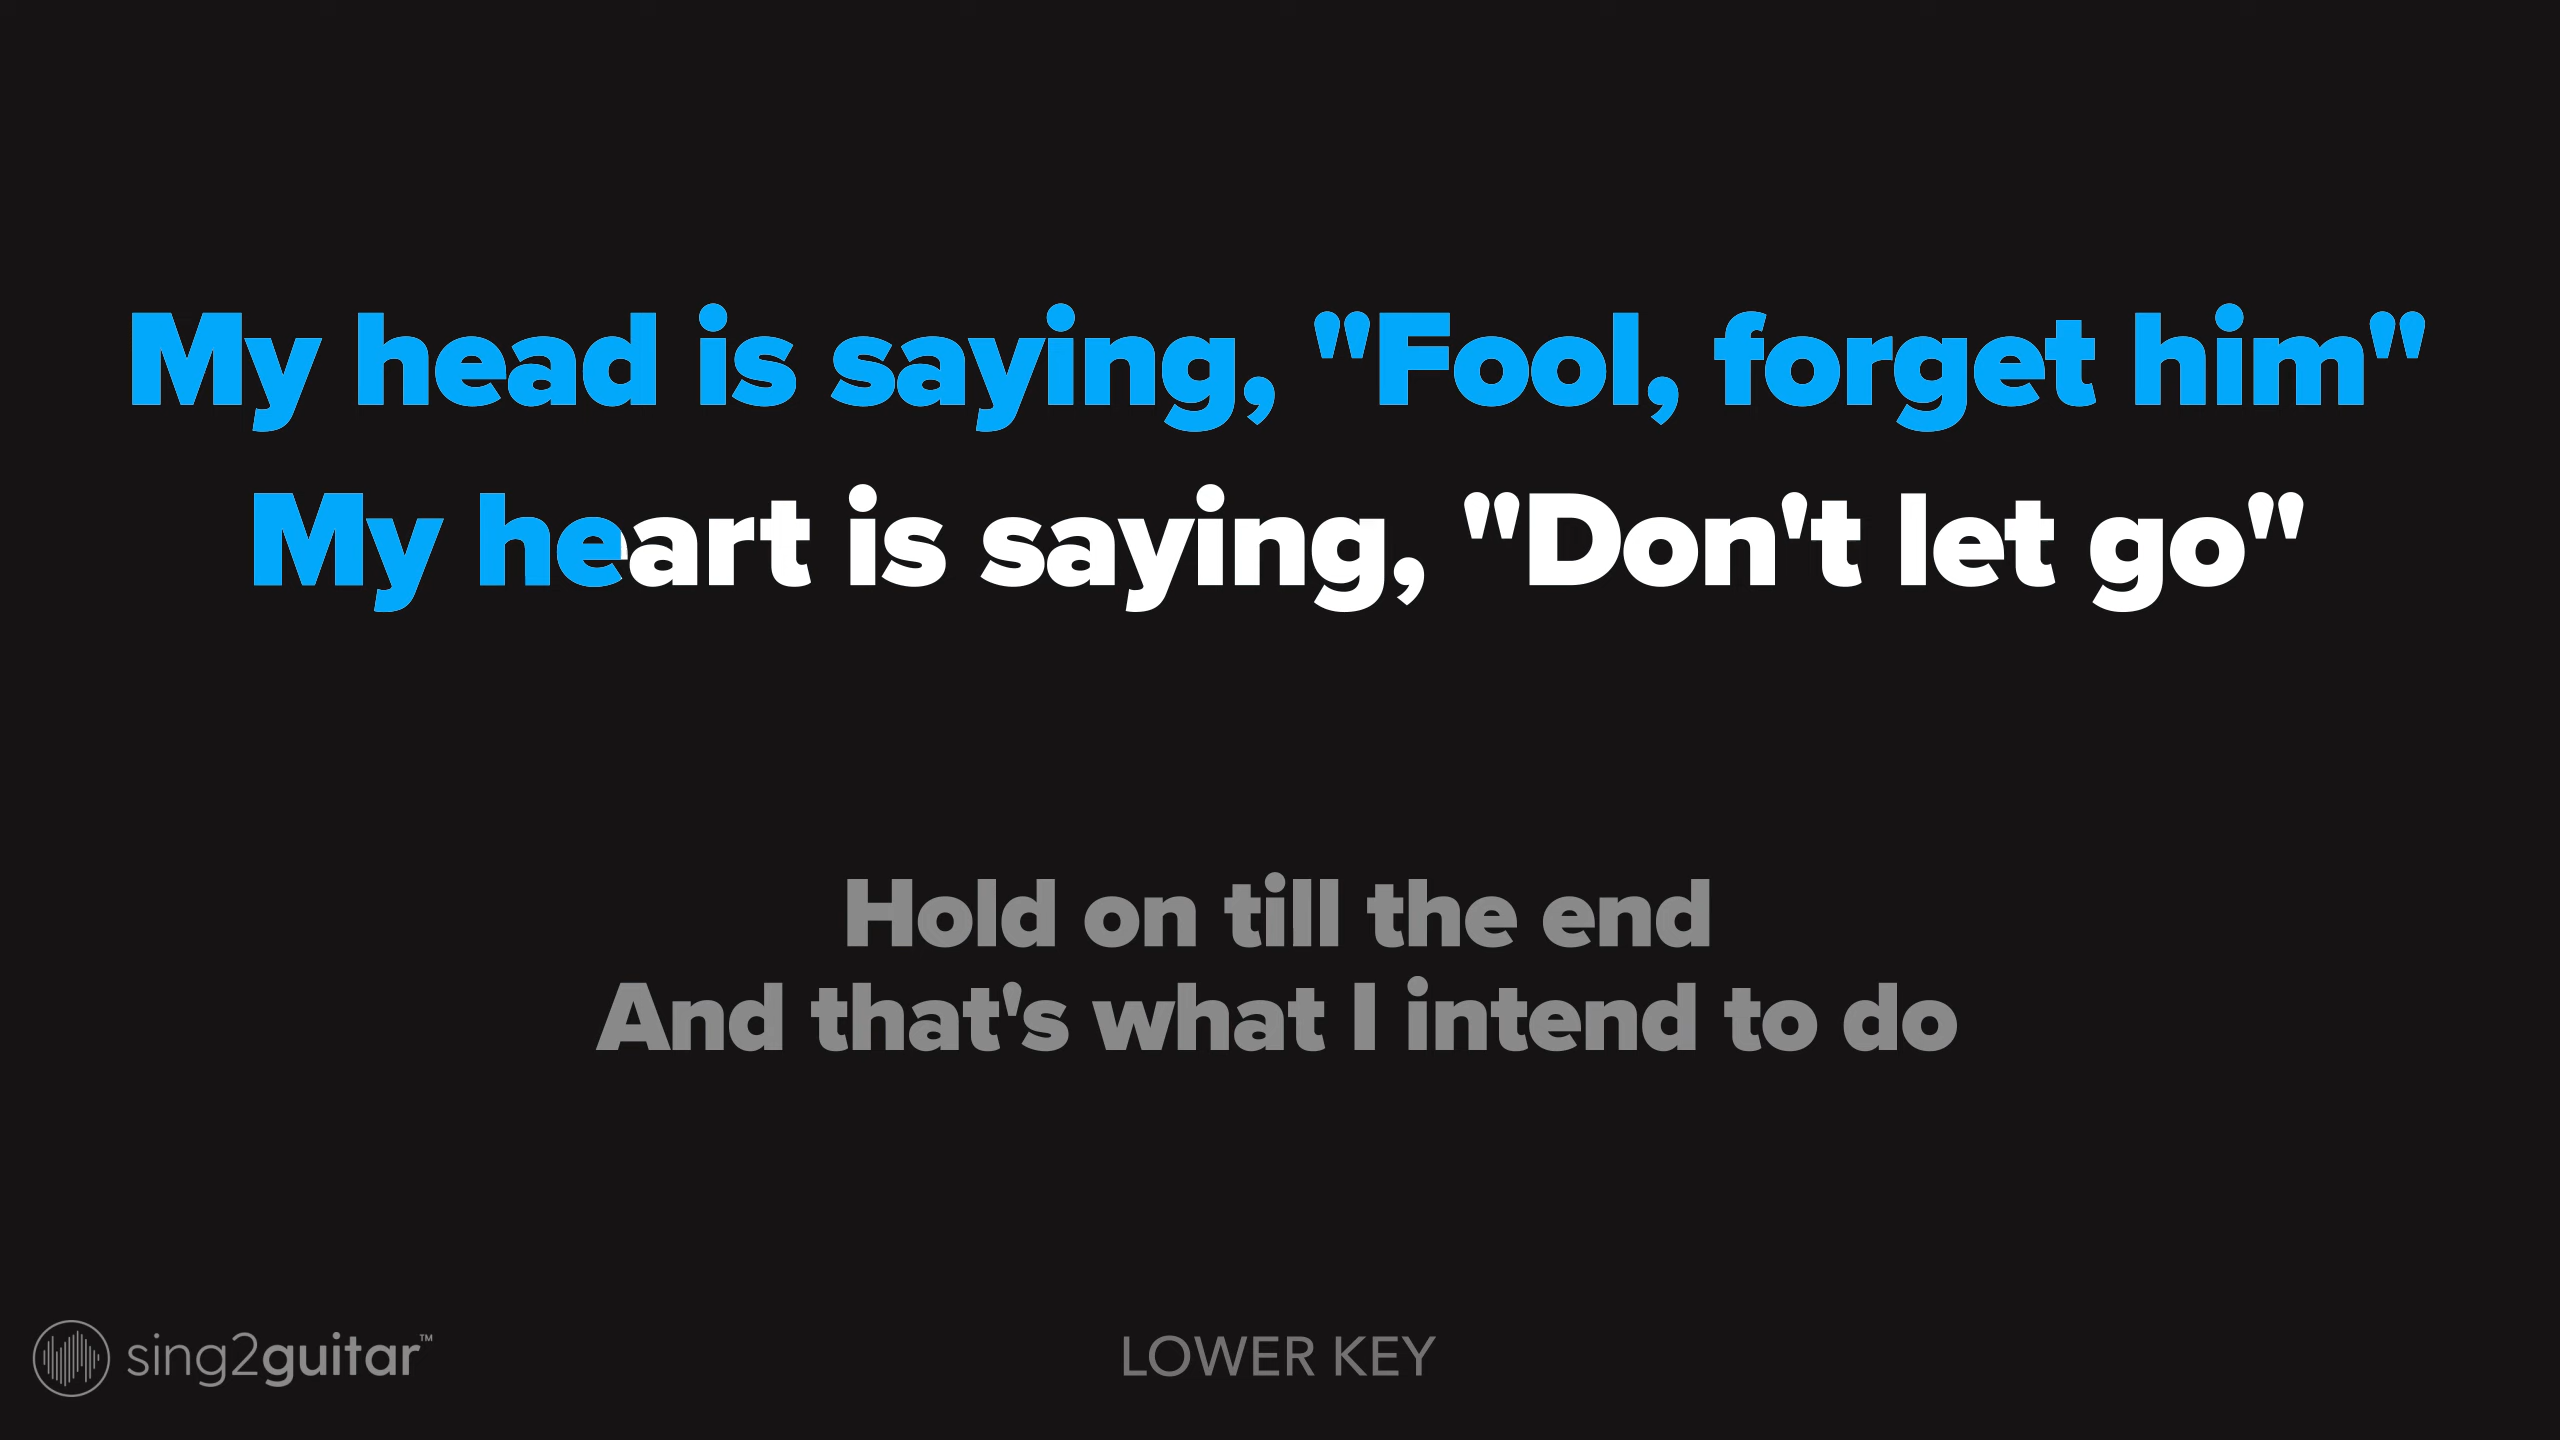 My head is saying, "Fool, forget him"
My heart is saying, "Don't let go"
Hold on till the end
And that's what I intend to do
sing2guitar™
LOWER KEY